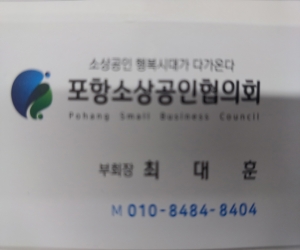 소상공인 행복시대가 다가온다
포항소상공인협의회
Pohang Small Business Council
부회장 최 대 훈
M 010-8484-8404